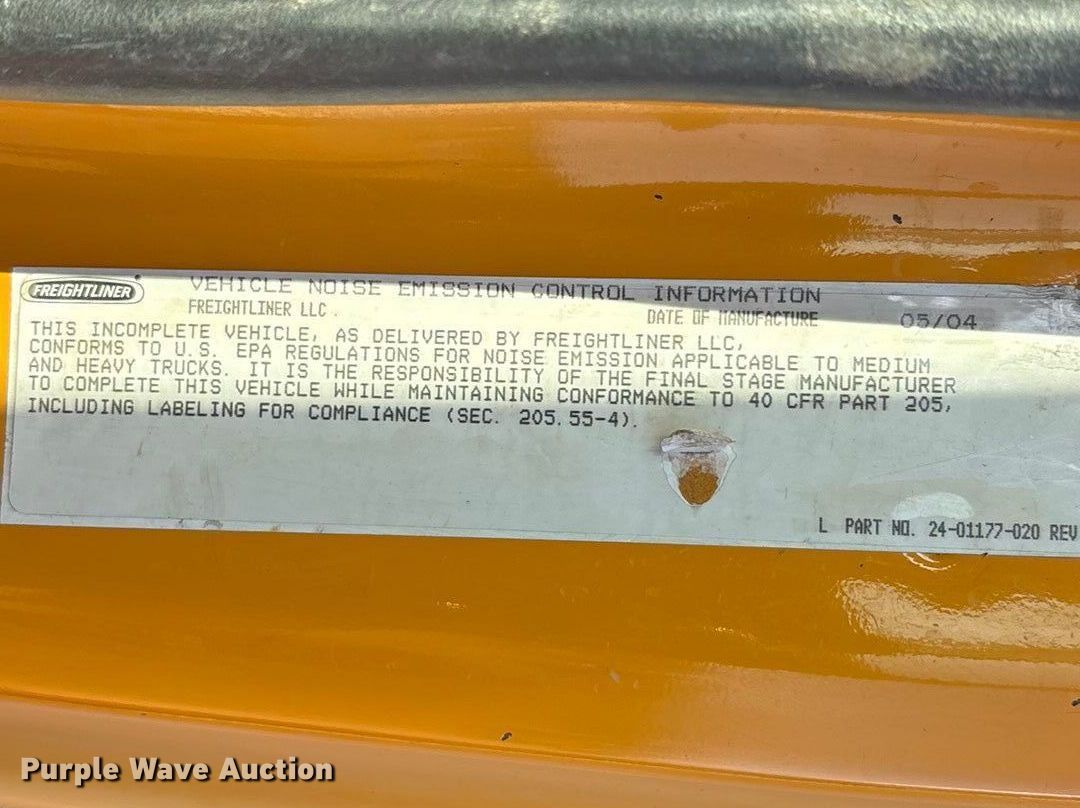 FREIGHTLINER
VEHICLE NOISE EMISSION CONTROL INFORMATION
FREIGHTLINER LLC.
DATE OF MANUFACTURE 05/04
THIS INCOMPLETE VEHICLE, AS DELIVERED BY FREIGHTLINER LLC,
CONFORMS TO U.S. EPA REGULATIONS FOR NOISE EMISSION APPLICABLE TO MEDIUM
AND HEAVY TRUCKS. IT IS THE RESPONSIBILITY OF THE FINAL STAGE MANUFACTURER
TO COMPLETE THIS VEHICLE WHILE MAINTAINING CONFORMANCE TO 40 CFR PART 205,
INCLUDING LABELING FOR COMPLIANCE (SEC. 205.55-4).
L PART NO. 24-01177-020 REV
Purple Wave Auction